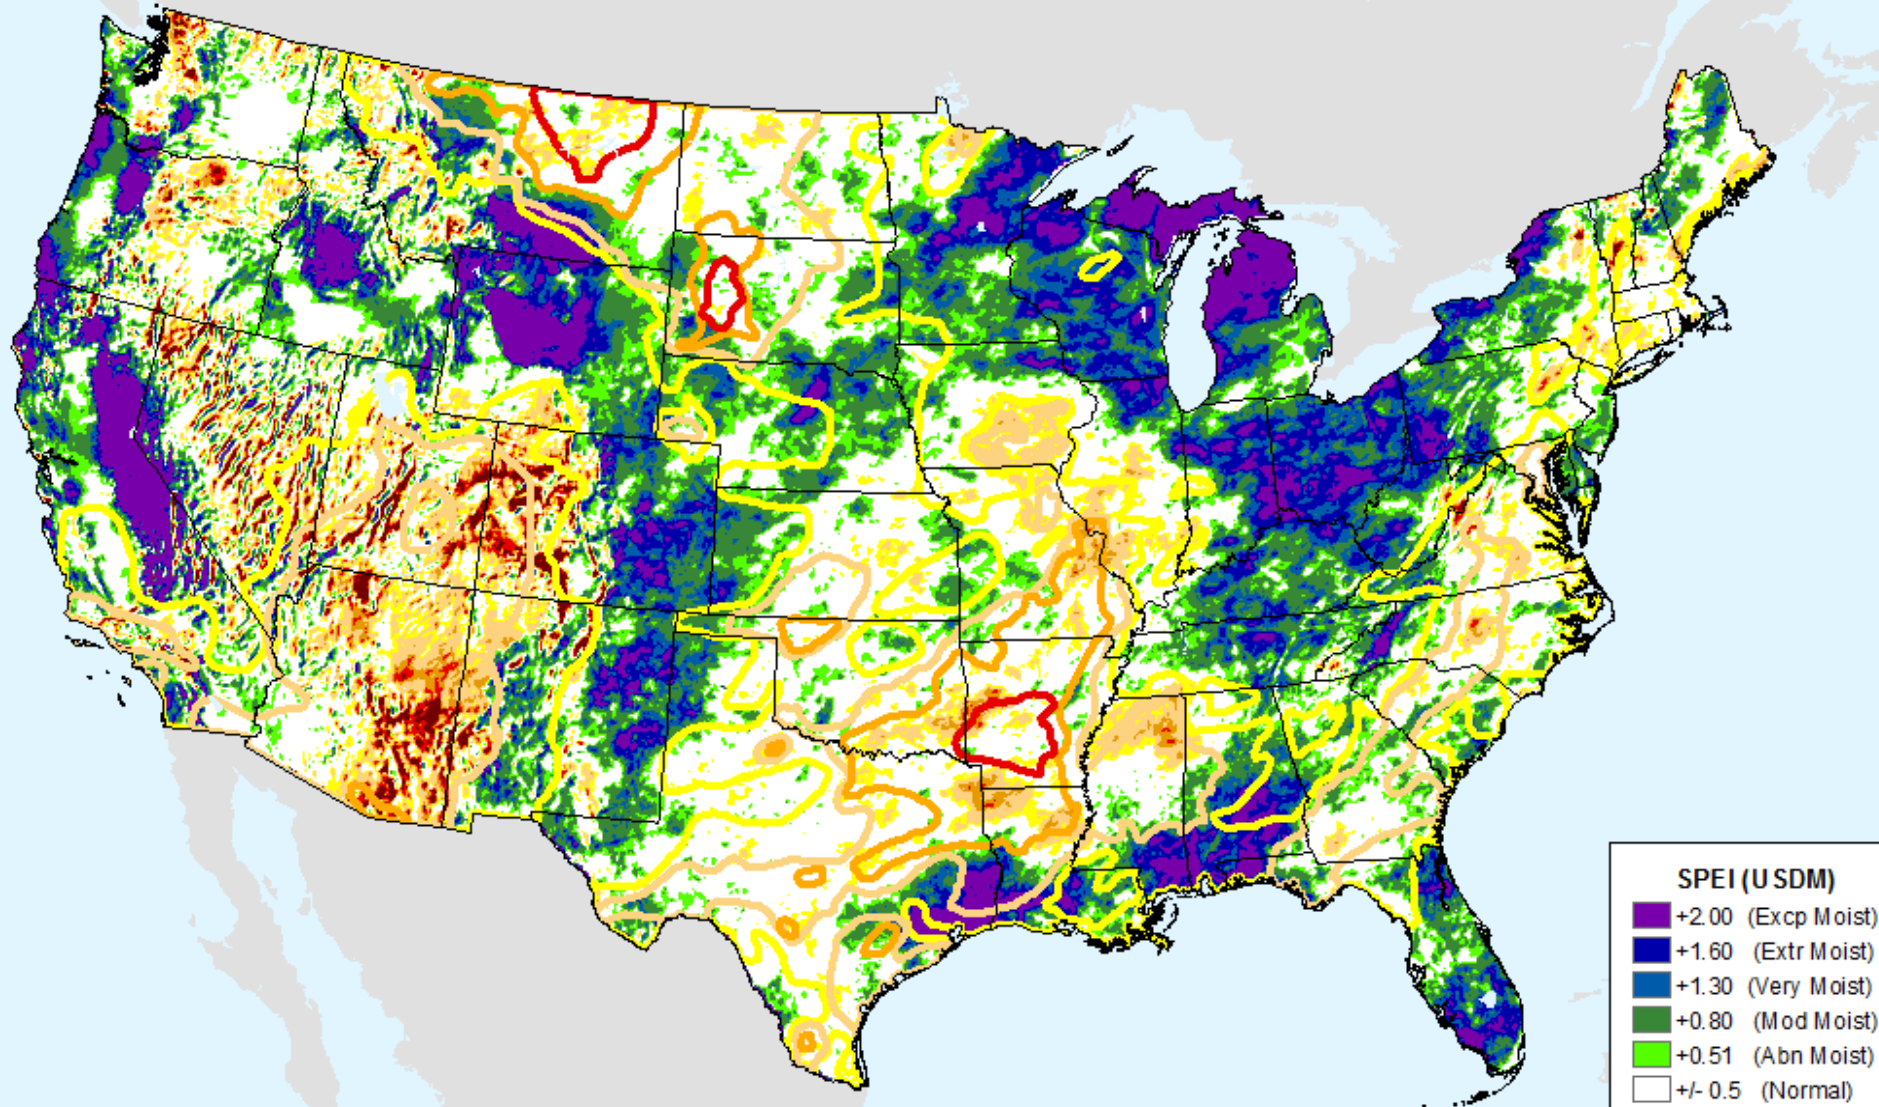 SPEI (USDM)
+2.00 (Excp Moist)
+1.60 (Extr Moist)
+1.30 (Very Moist)
+0.80 (Mod Moist)
+0.51 (Abn Moist)
+/- 0.5 (Normal)